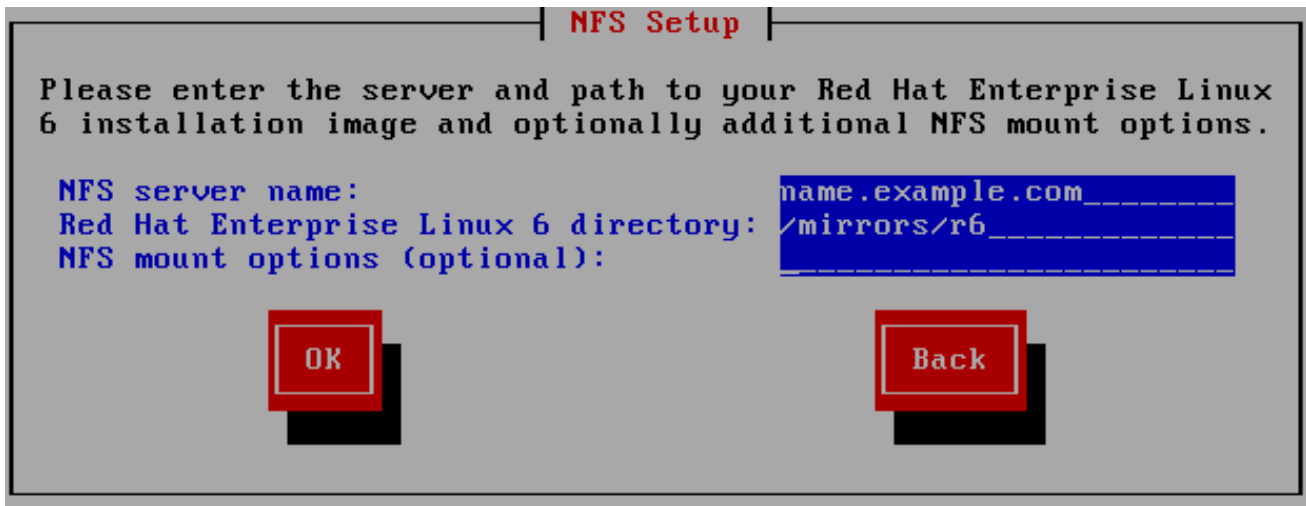 NFS Setup
Please enter the server and path to your Red Hat Enterprise Linux
6 installation image and optionally additional NFS mount options.
NFS server name: name.example.com________
Red Hat Enterprise Linux 6 directory: /mirrors/r6_____________
NFS mount options (optional): ________________________
OK Back